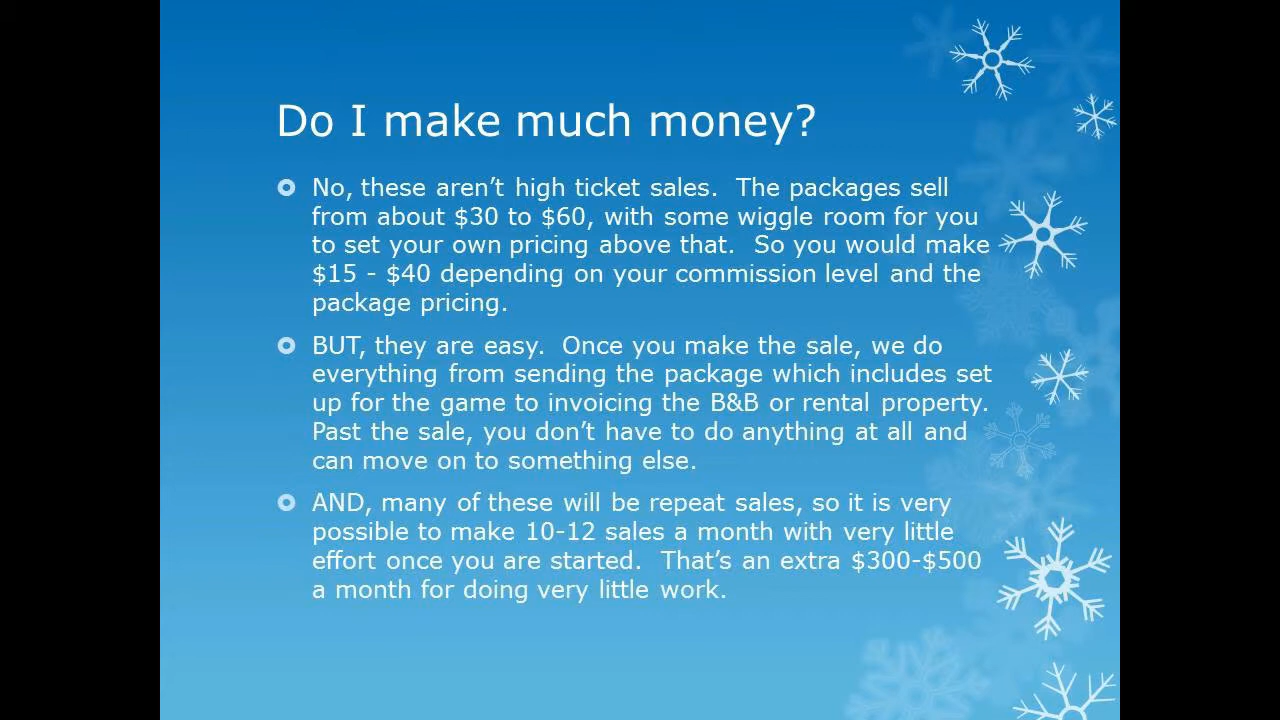 Do I make much money?
No, these aren’t high ticket sales.  The packages sell
from about $30 to $60, with some wiggle room for you
to set your own pricing above that.  So you would make
$15 - $40 depending on your commission level and the
package pricing.
BUT, they are easy.  Once you make the sale, we do
everything from sending the package which includes set
up for the game to invoicing the B&B or rental property.
Past the sale, you don’t have to do anything at all and
can move on to something else.
AND, many of these will be repeat sales, so it is very
possible to make 10-12 sales a month with very little
effort once you are started.  That’s an extra $300-$500
a month for doing very little work.